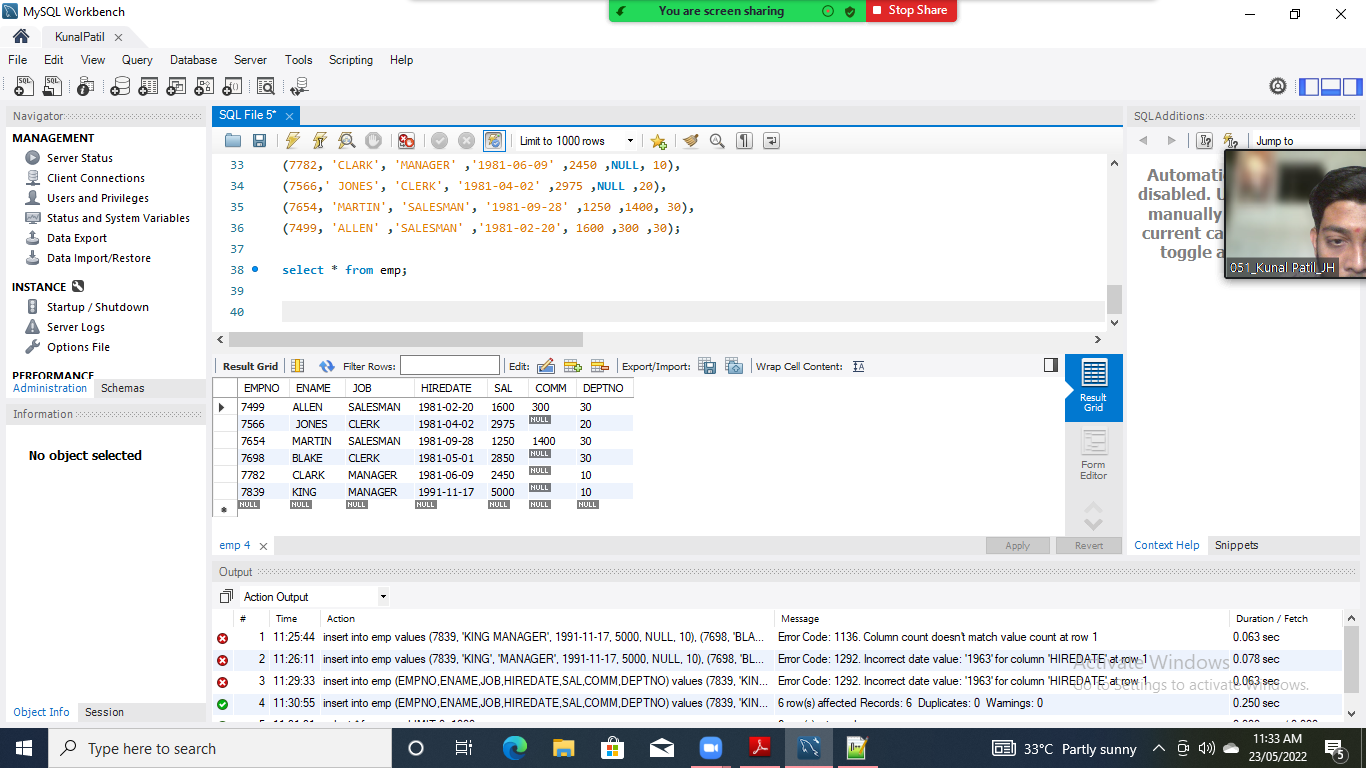 MySQL Workbench
You are screen sharing
Stop Share
KunalPatil
File Edit View Query Database Server Tools Scripting Help
Navigator
MANAGEMENT
Server Status
Client Connections
Users and Privileges
Status and System Variables
Data Export
Data Import/Restore
INSTANCE
Startup / Shutdown
Server Logs
Options File
PERFORMANCE
Administration Schemas
Information
No object selected
Object Info Session
SQL File 5*
Limit to 1000 rows
33 (7782, 'CLARK', 'MANAGER' ,'1981-06-09' ,2450 ,NULL, 10),
34 (7566,' JONES', 'CLERK', '1981-04-02' ,2975 ,NULL ,20),
35 (7654, 'MARTIN', 'SALESMAN', '1981-09-28' ,1250 ,1400, 30),
36 (7499, 'ALLEN' ,'SALESMAN' ,'1981-02-20', 1600 ,300 ,30);
37
38 select * from emp;
39
40
Result Grid Filter Rows: Edit: Export/Import: Wrap Cell Content:
EMPNO ENAME JOB HIREDATE SAL COMM DEPTNO
7499 ALLEN SALESMAN 1981-02-20 1600 300 30
7566 JONES CLERK 1981-04-02 2975 NULL 20
7654 MARTIN SALESMAN 1981-09-28 1250 1400 30
7698 BLAKE CLERK 1981-05-01 2850 NULL 30
7782 CLARK MANAGER 1981-06-09 2450 NULL 10
7839 KING MANAGER 1991-11-17 5000 NULL 10
NULL NULL NULL NULL NULL NULL NULL
Result
Grid
Form
Editor
emp 4
Apply Revert
SQLAdditions
Jump to
Automati
disabled. U
manually
current ca
toggle a
051_Kunal Patil_JH
Context Help Snippets
Output
Action Output
# Time Action Message Duration / Fetch
1 11:25:44 insert into emp values (7839, 'KING MANAGER', 1991-11-17, 5000, NULL, 10), (7698, 'BLA... Error Code: 1136. Column count doesn't match value count at row 1 0.063 sec
2 11:26:11 insert into emp values (7839, 'KING', 'MANAGER', 1991-11-17, 5000, NULL, 10), (7698, 'BL... Error Code: 1292. Incorrect date value: '1963' for column 'HIREDATE' at row 1 0.078 sec
3 11:29:33 insert into emp (EMPNO,ENAME,JOB,HIREDATE,SAL,COMM,DEPTNO) values (7839, 'KIN... Error Code: 1292. Incorrect date value: '1963' for column 'HIREDATE' at row 1 0.063 sec
4 11:30:55 insert into emp (EMPNO,ENAME,JOB,HIREDATE,SAL,COMM,DEPTNO) values (7839, 'KIN... 6 row(s) affected Records: 6 Duplicates: 0 Warnings: 0 0.250 sec
Activate Windows
Go to Settings to activate Windows.
Type here to search
33°C Partly sunny
11:33 AM
23/05/2022
5